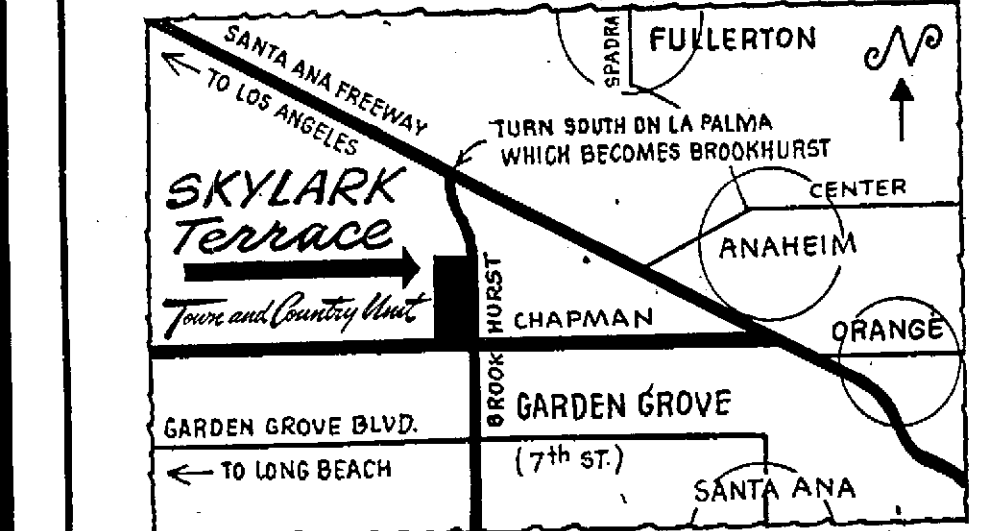 SANTA ANA FREEWAY
TO LOS ANGELES
SPADRA
FULLERTON
N
TURN SOUTH ON LA PALMA
WHICH BECOMES BROOKHURST
SKYLARK
Terrace
Town and Country Unit
CENTER
ANAHEIM
BROOKHURST
CHAPMAN
ORANGE
GARDEN GROVE
GARDEN GROVE BLVD.
(7th ST.)
TO LONG BEACH
SANTA ANA